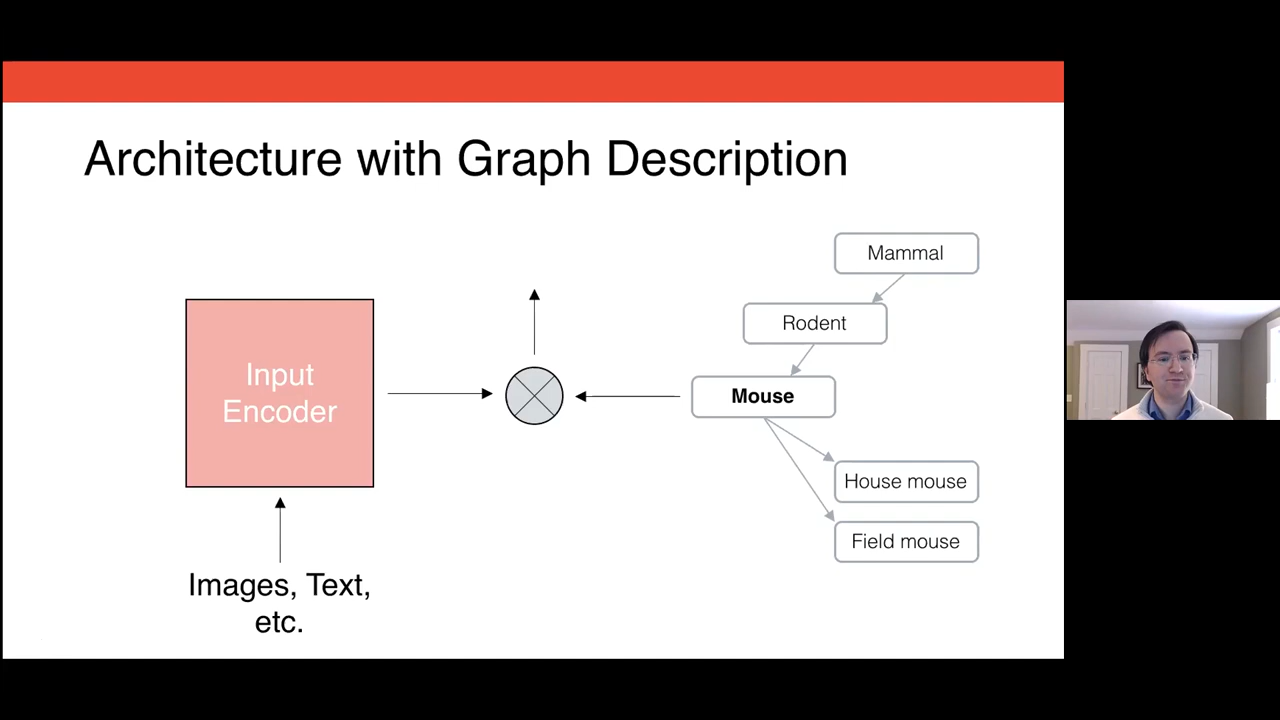 Architecture with Graph Description
Mammal
Rodent
Input
Encoder
Mouse
House mouse
Field mouse
Images, Text,
etc.